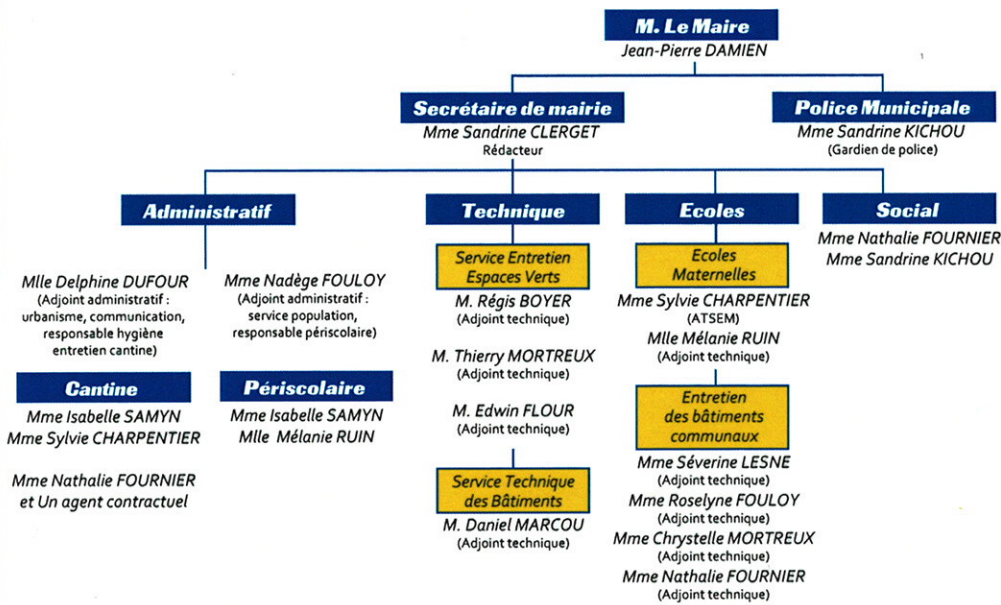 M. Le Maire
Jean-Pierre DAMIEN
Secrétaire de mairie
Mme Sandrine CLERGET
Rédacteur
Police Municipale
Mme Sandrine KICHOU
(Gardien de police)
Administratif
Mlle Delphine DUFOUR
(Adjoint administratif :
urbanisme, communication,
responsable hygiène
entretien cantine)
Mme Nadège FOULOY
(Adjoint administratif :
service population,
responsable périscolaire)
Cantine
Mme Isabelle SAMYN
Mme Sylvie CHARPENTIER
Mme Nathalie FOURNIER
et Un agent contractuel
Périscolaire
Mme Isabelle SAMYN
Mlle Mélanie RUIN
Technique
Service Entretien
Espaces Verts
M. Régis BOYER
(Adjoint technique)
M. Thierry MORTREUX
(Adjoint technique)
M. Edwin FLOUR
(Adjoint technique)
Service Technique
des Bâtiments
M. Daniel MARCOU
(Adjoint technique)
Ecoles
Ecoles
Maternelles
Mme Sylvie CHARPENTIER
(ATSEM)
Mlle Mélanie RUIN
(Adjoint technique)
Entretien
des bâtiments
communaux
Mme Séverine LESNE
(Adjoint technique)
Mme Roselyne FOULOY
(Adjoint technique)
Mme Chrystelle MORTREUX
(Adjoint technique)
Mme Nathalie FOURNIER
(Adjoint technique)
Social
Mme Nathalie FOURNIER
Mme Sandrine KICHOU